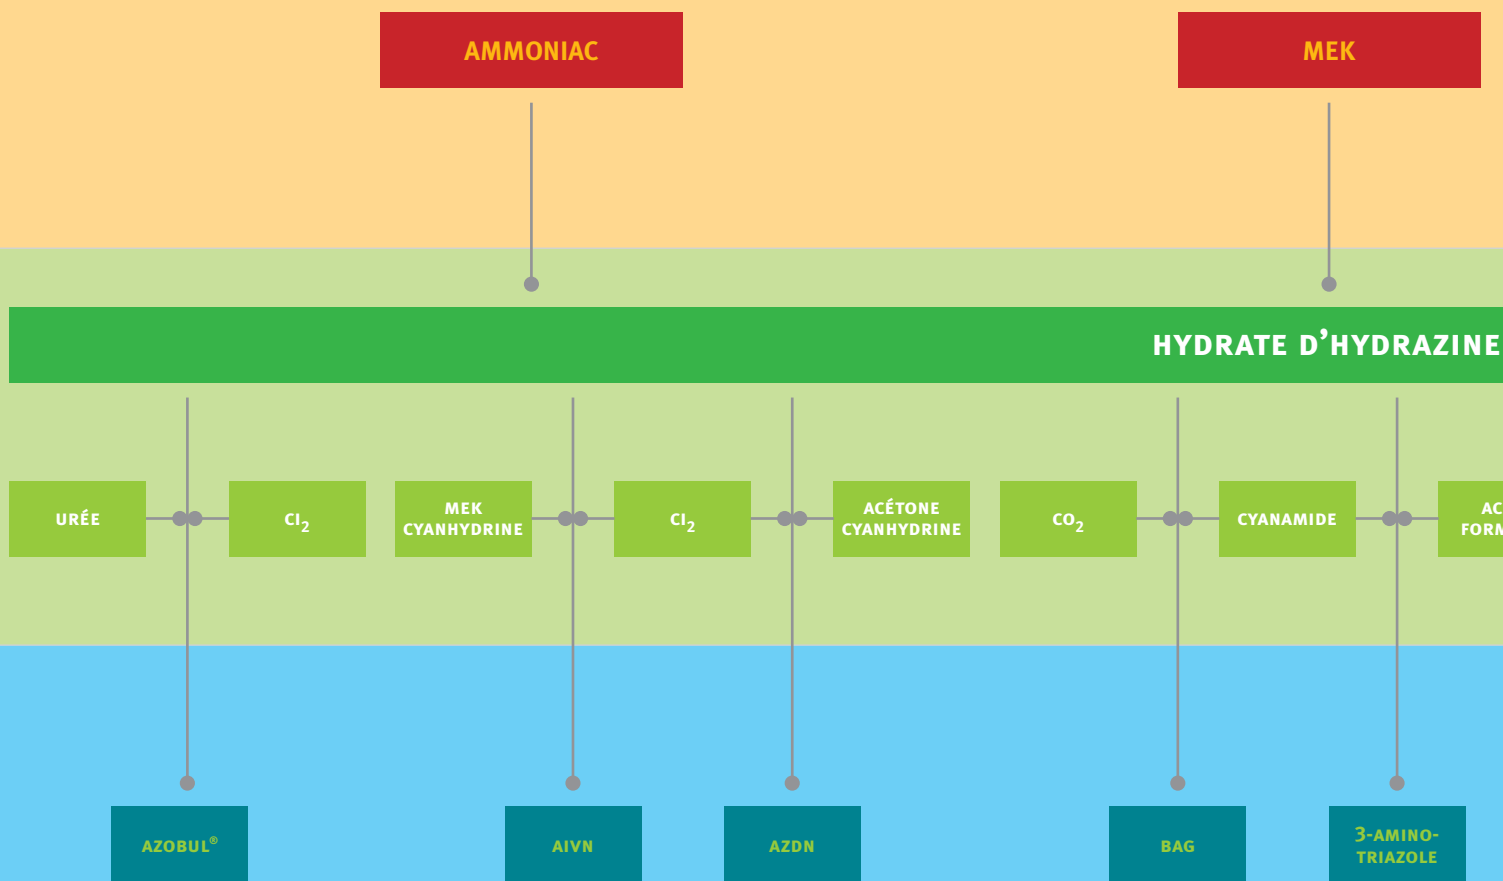 AMMONIAC
MEK
HYDRATE D’HYDRAZINE
URÉE
Cl₂
MEK
CYANHYDRINE
Cl₂
ACÉTONE
CYANHYDRINE
CO₂
CYANAMIDE
AZOBUL®
AIVN
AZDN
BAG
3-AMINO-
TRIAZOLE